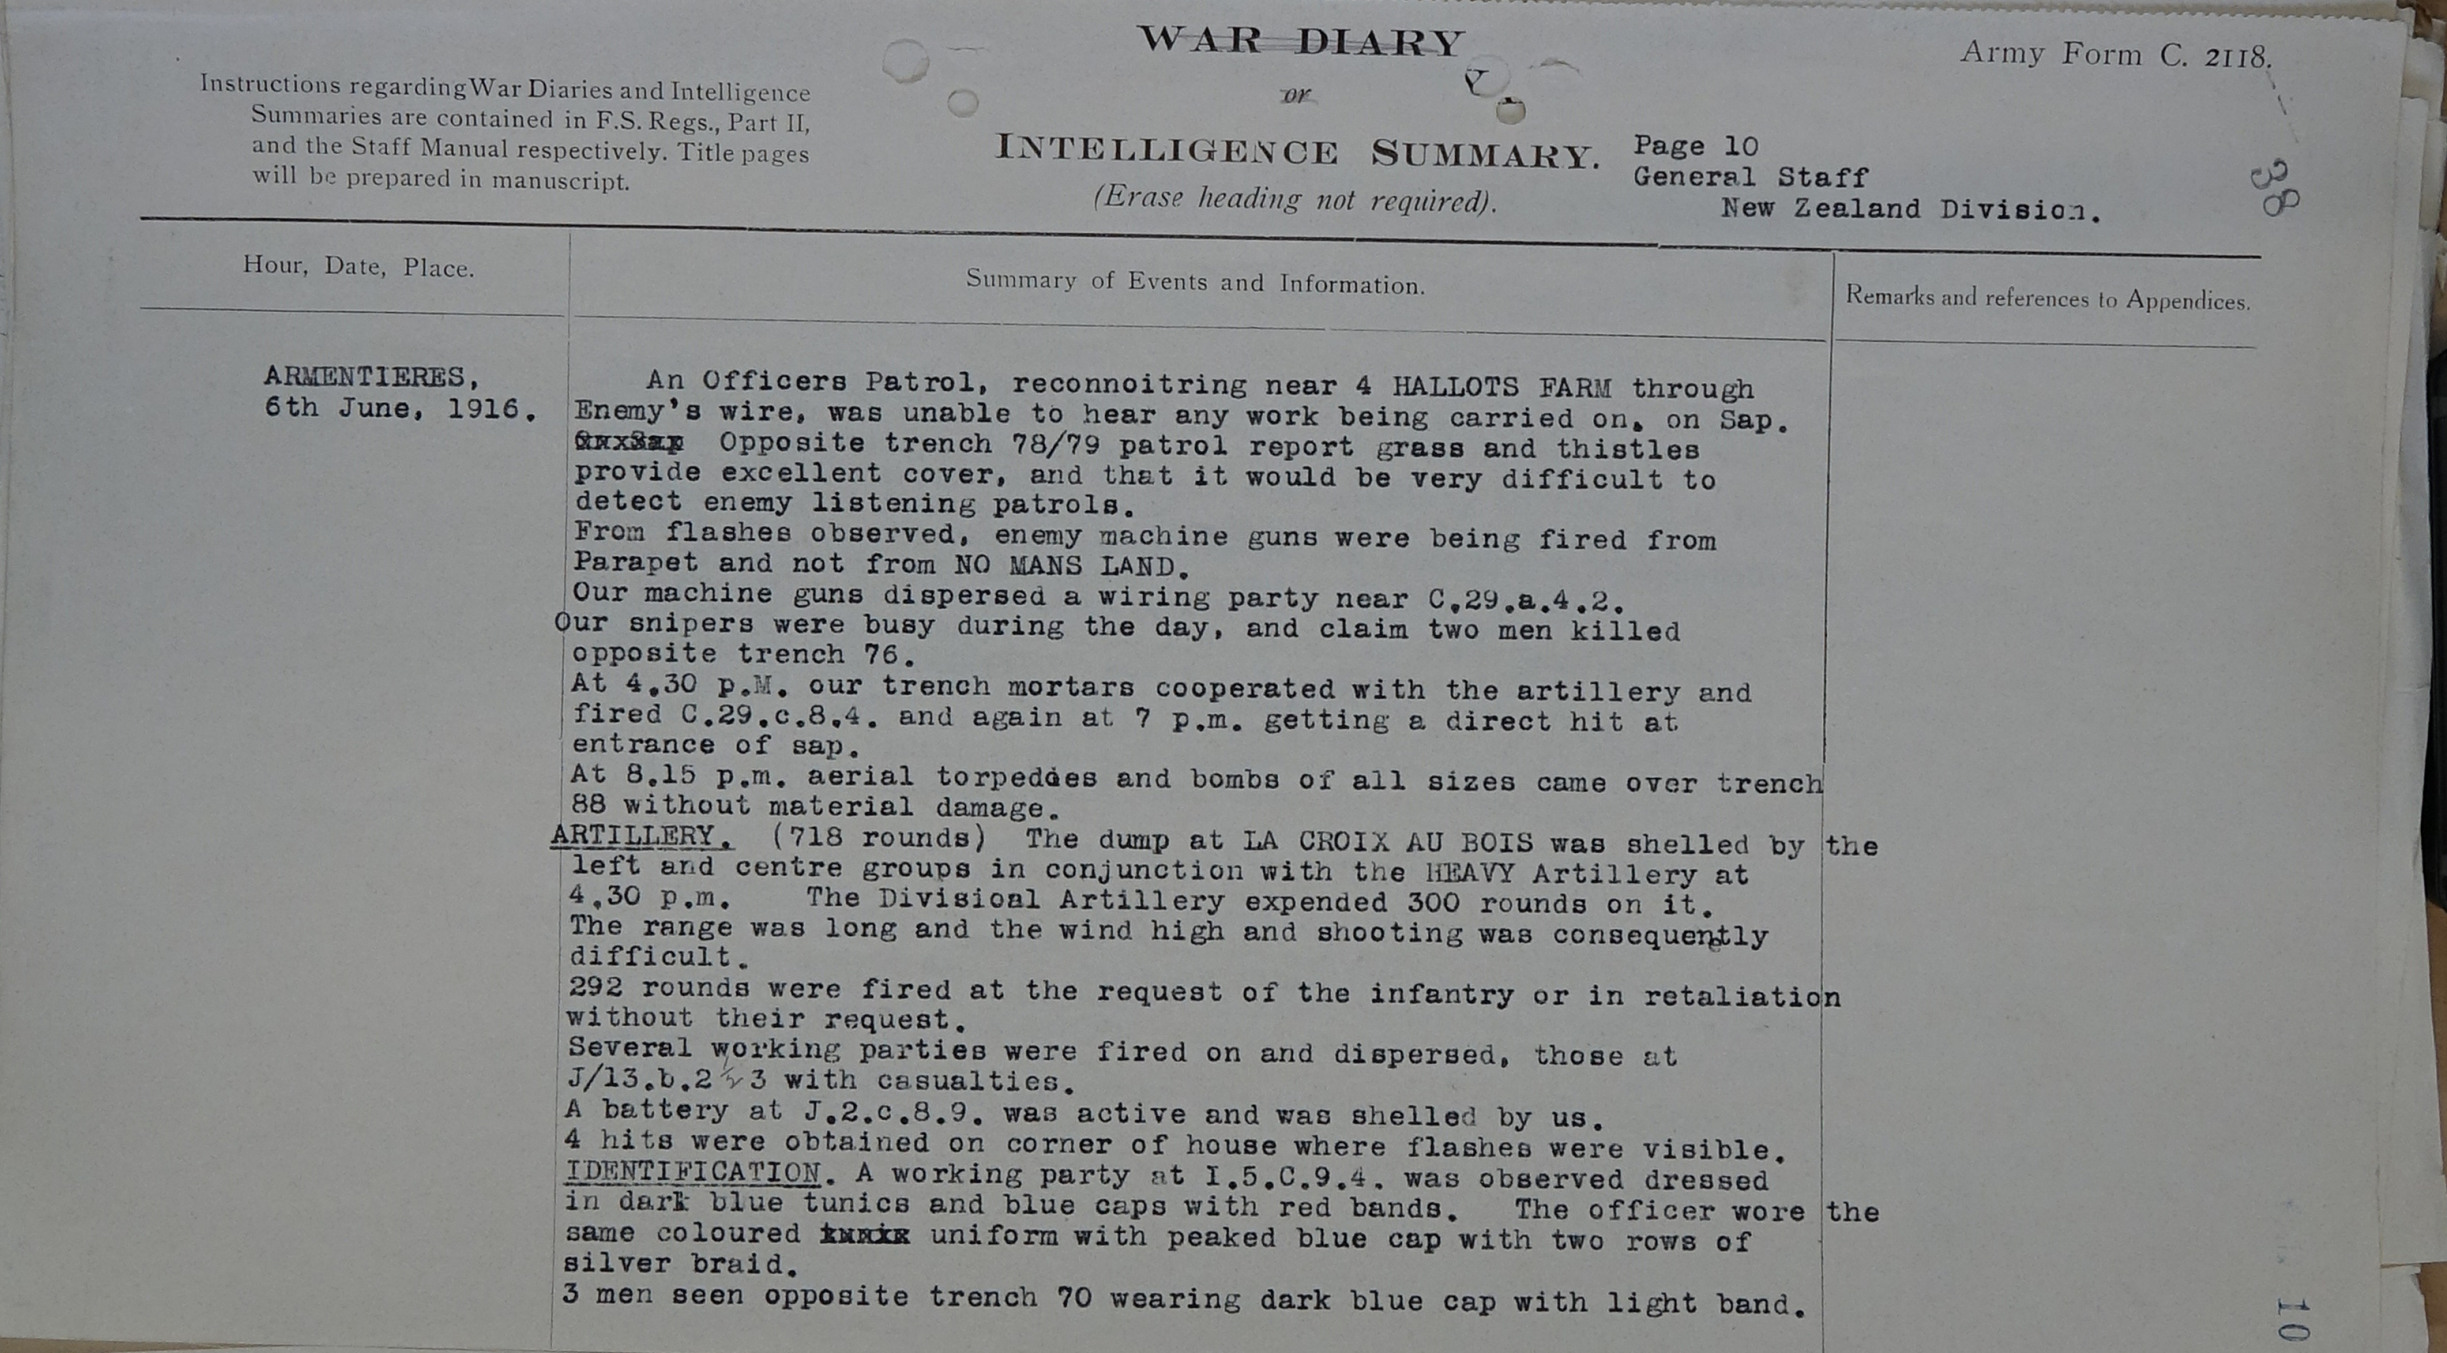 WAR DIARY
or
INTELLIGENCE SUMMARY.
(Erase heading not required).
Army Form C. 2118.
Instructions regarding War Diaries and Intelligence
Summaries are contained in F.S. Regs., Part II,
and the Staff Manual respectively. Title pages
will be prepared in manuscript.
Y.
Page 10
General Staff
New Zealand Division.
38
Hour, Date, Place.
Summary of Events and Information.
Remarks and references to Appendices.
ARMENTIERES,
6th June, 1916.
An Officers Patrol, reconnoitring near 4 HALLOTS FARM through
Enemy's wire, was unable to hear any work being carried on. on Sap.
Opposite trench 78/79 patrol report grass and thistles
provide excellent cover, and that it would be very difficult to
detect enemy listening patrols.
From flashes observed, enemy machine guns were being fired from
Parapet and not from NO MANS LAND.
Our machine guns dispersed a wiring party near C.29.a.4.2.
Our snipers were busy during the day, and claim two men killed
opposite trench 76.
At 4.30 p.M. our trench mortars cooperated with the artillery and
fired C.29.c.8.4. and again at 7 p.m. getting a direct hit at
entrance of sap.
At 8.15 p.m. aerial torpedoes and bombs of all sizes came over trench
88 without material damage.
ARTILLERY. (718 rounds) The dump at LA CROIX AU BOIS was shelled by the
left and centre groups in conjunction with the HEAVY Artillery at
4.30 p.m. The Divisioal Artillery expended 300 rounds on it.
The range was long and the wind high and shooting was consequently
difficult.
292 rounds were fired at the request of the infantry or in retaliation
without their request.
Several working parties were fired on and dispersed, those at
J/13.b.2½3 with casualties.
A battery at J.2.c.8.9. was active and was shelled by us.
4 hits were obtained on corner of house where flashes were visible.
IDENTIFICATION. A working party at I.5.C.9.4. was observed dressed
in dark blue tunics and blue caps with red bands. The officer wore the
same coloured uniform with peaked blue cap with two rows of
silver braid.
3 men seen opposite trench 70 wearing dark blue cap with light band.
10